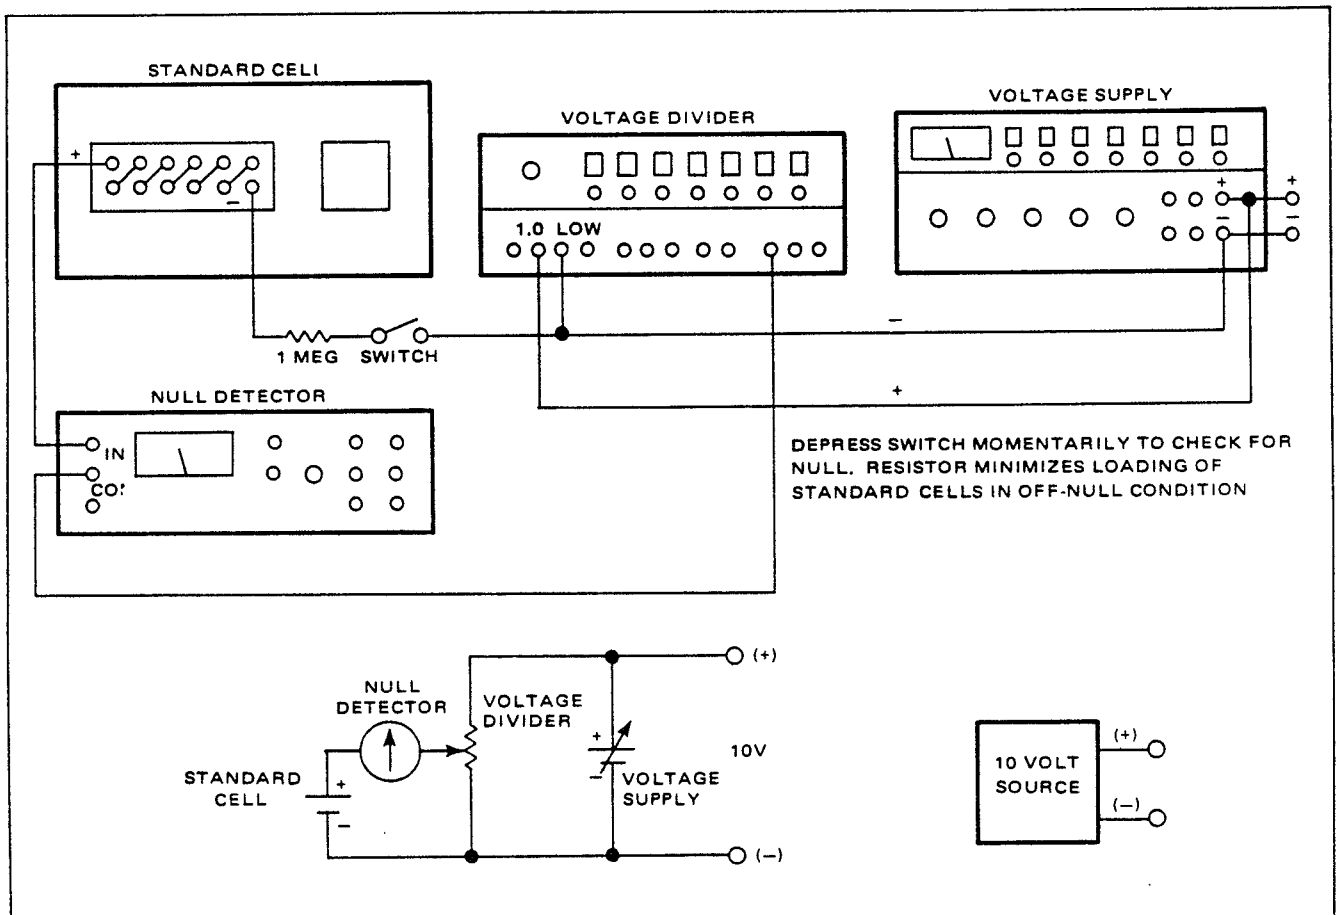 STANDARD CELL
VOLTAGE DIVIDER
VOLTAGE SUPPLY
+
−
1.0 LOW
+
−
+
−
1 MEG
SWITCH
−
+
NULL DETECTOR
IN
DEPRESS SWITCH MOMENTARILY TO CHECK FOR
NULL. RESISTOR MINIMIZES LOADING OF
STANDARD CELLS IN OFF-NULL CONDITION
NULL
DETECTOR
VOLTAGE
DIVIDER
STANDARD
CELL
+
−
+
−
VOLTAGE
SUPPLY
(+)
10V
(−)
10 VOLT
SOURCE
(+)
(−)